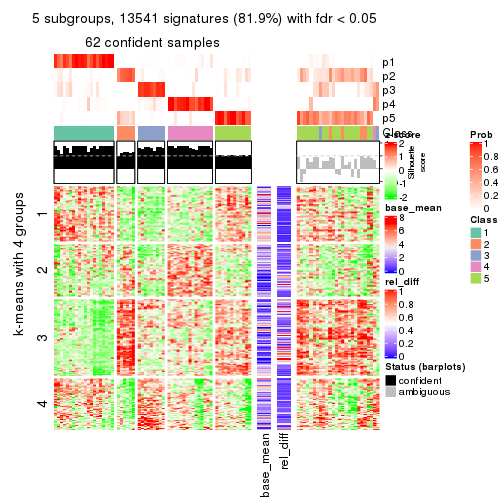 5 subgroups, 13541 signatures (81.9%) with fdr < 0.05
62 confident samples
p1
p2
p3
p4
p5
Class
Silhouette
score
k-means with 4 groups
1
2
3
4
base_mean
rel_diff
z-score
2
1
0
-1
-2
base_mean
8
6
4
2
0
rel_diff
1
0.8
0.6
0.4
0.2
0
Status (barplots)
confident
ambiguous
Prob
1
0.8
0.6
0.4
0.2
0
Class
1
2
3
4
5